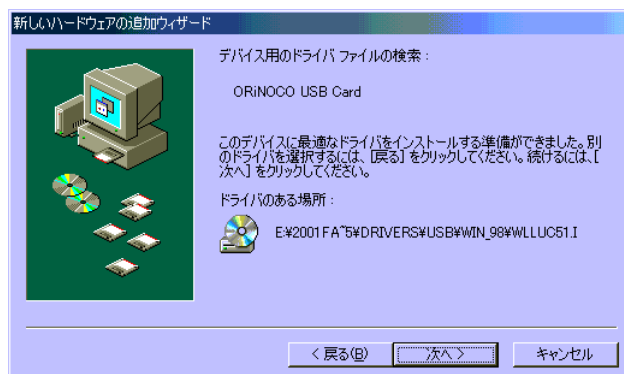 新しいハードウェアの追加ウィザード
デバイス用のドライバ ファイルの検索 :
ORiNOCO USB Card
このデバイスに最適なドライバをインストールする準備ができました。別
のドライバを選択するには、[戻る] をクリックしてください。続けるには、[
次へ] をクリックしてください。
ドライバのある場所 :
E:¥2001FA~5¥DRIVERS¥USB¥WIN_98¥WLLUC51.I
< 戻る(B)
次へ >
キャンセル